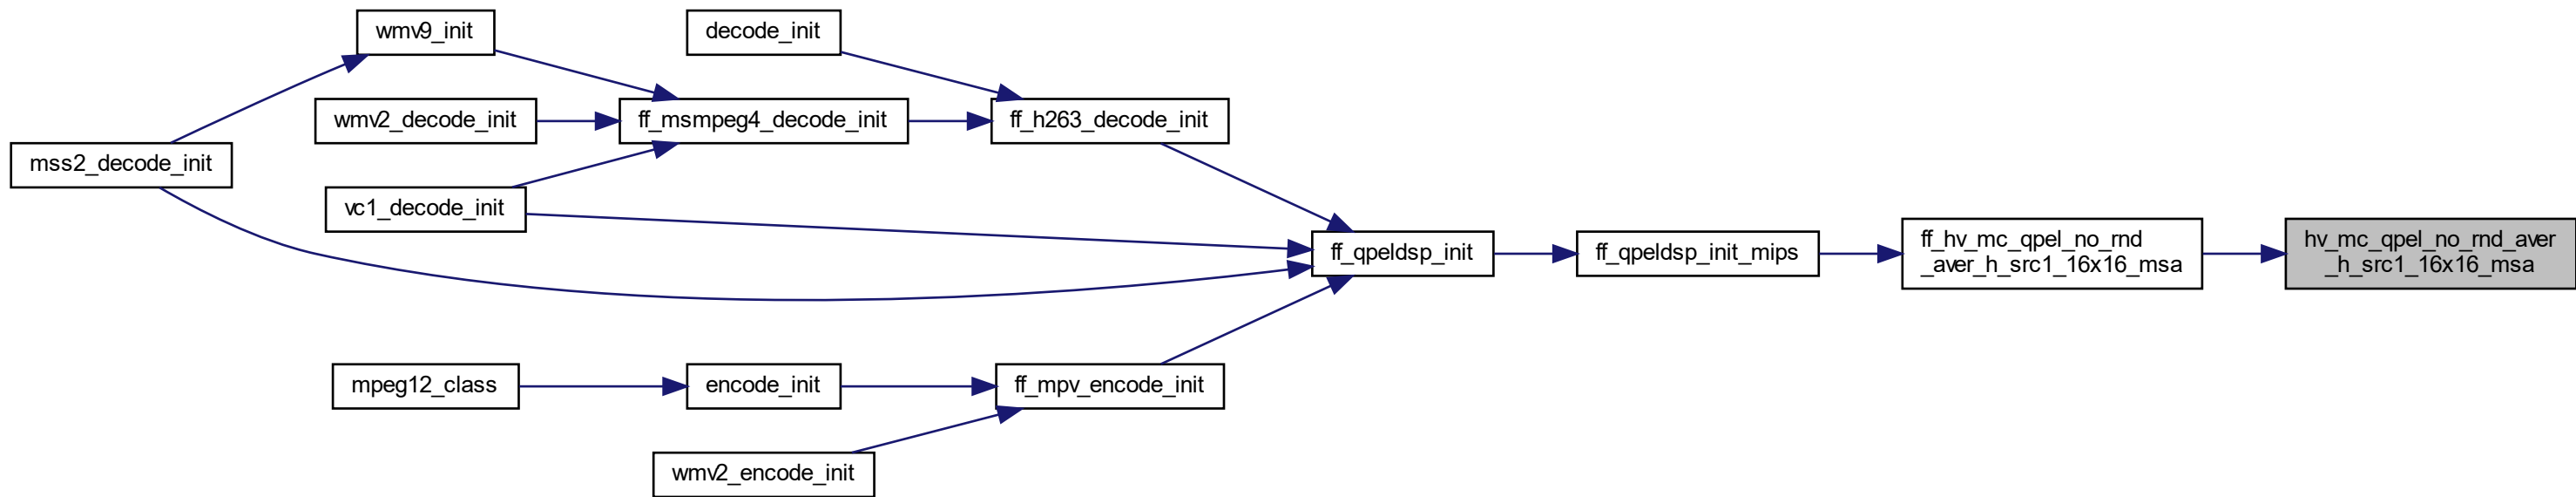 wmv9_init
decode_init
wmv2_decode_init
ff_msmpeg4_decode_init
ff_h263_decode_init
mss2_decode_init
vc1_decode_init
ff_qpeldsp_init
ff_qpeldsp_init_mips
ff_hv_mc_qpel_no_rnd
_aver_h_src1_16x16_msa
hv_mc_qpel_no_rnd_aver
_h_src1_16x16_msa
mpeg12_class
encode_init
ff_mpv_encode_init
wmv2_encode_init